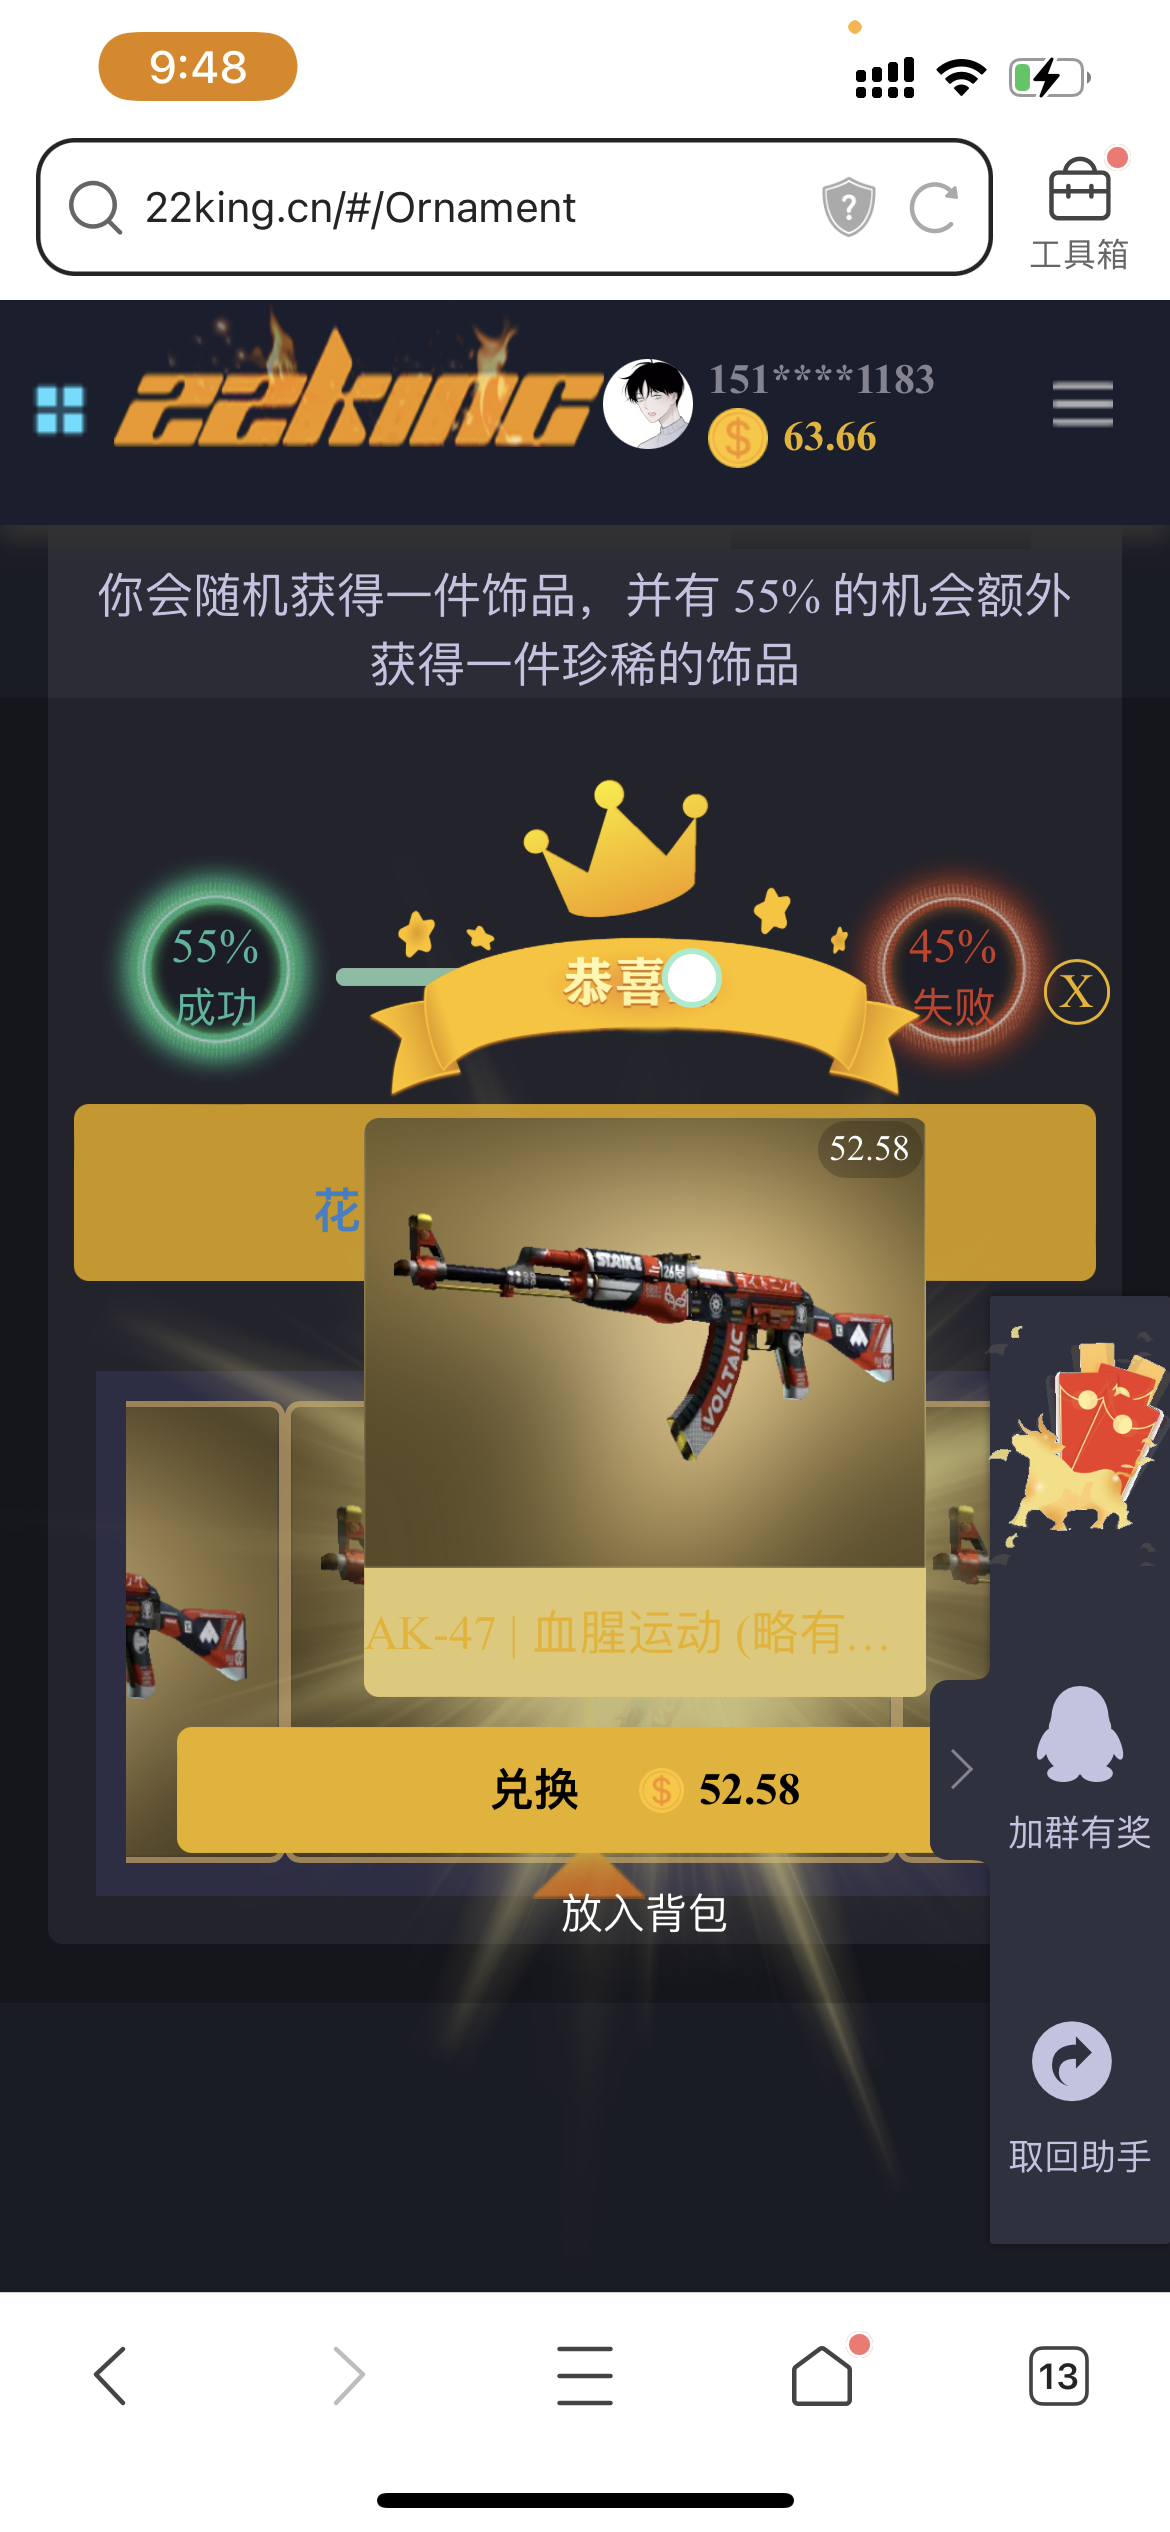 9:48
22king.cn/#/Ornament
工具箱
22king
151****1183
63.66
你会随机获得一件饰品，并有 55% 的机会额外
获得一件珍稀的饰品
55%
成功
恭喜
45%
失败
X
52.58
花
STRIKE
VOLTAIC
AK-47 | 血腥运动 (略有…
兑换 $ 52.58
放入背包
加群有奖
取回助手
13